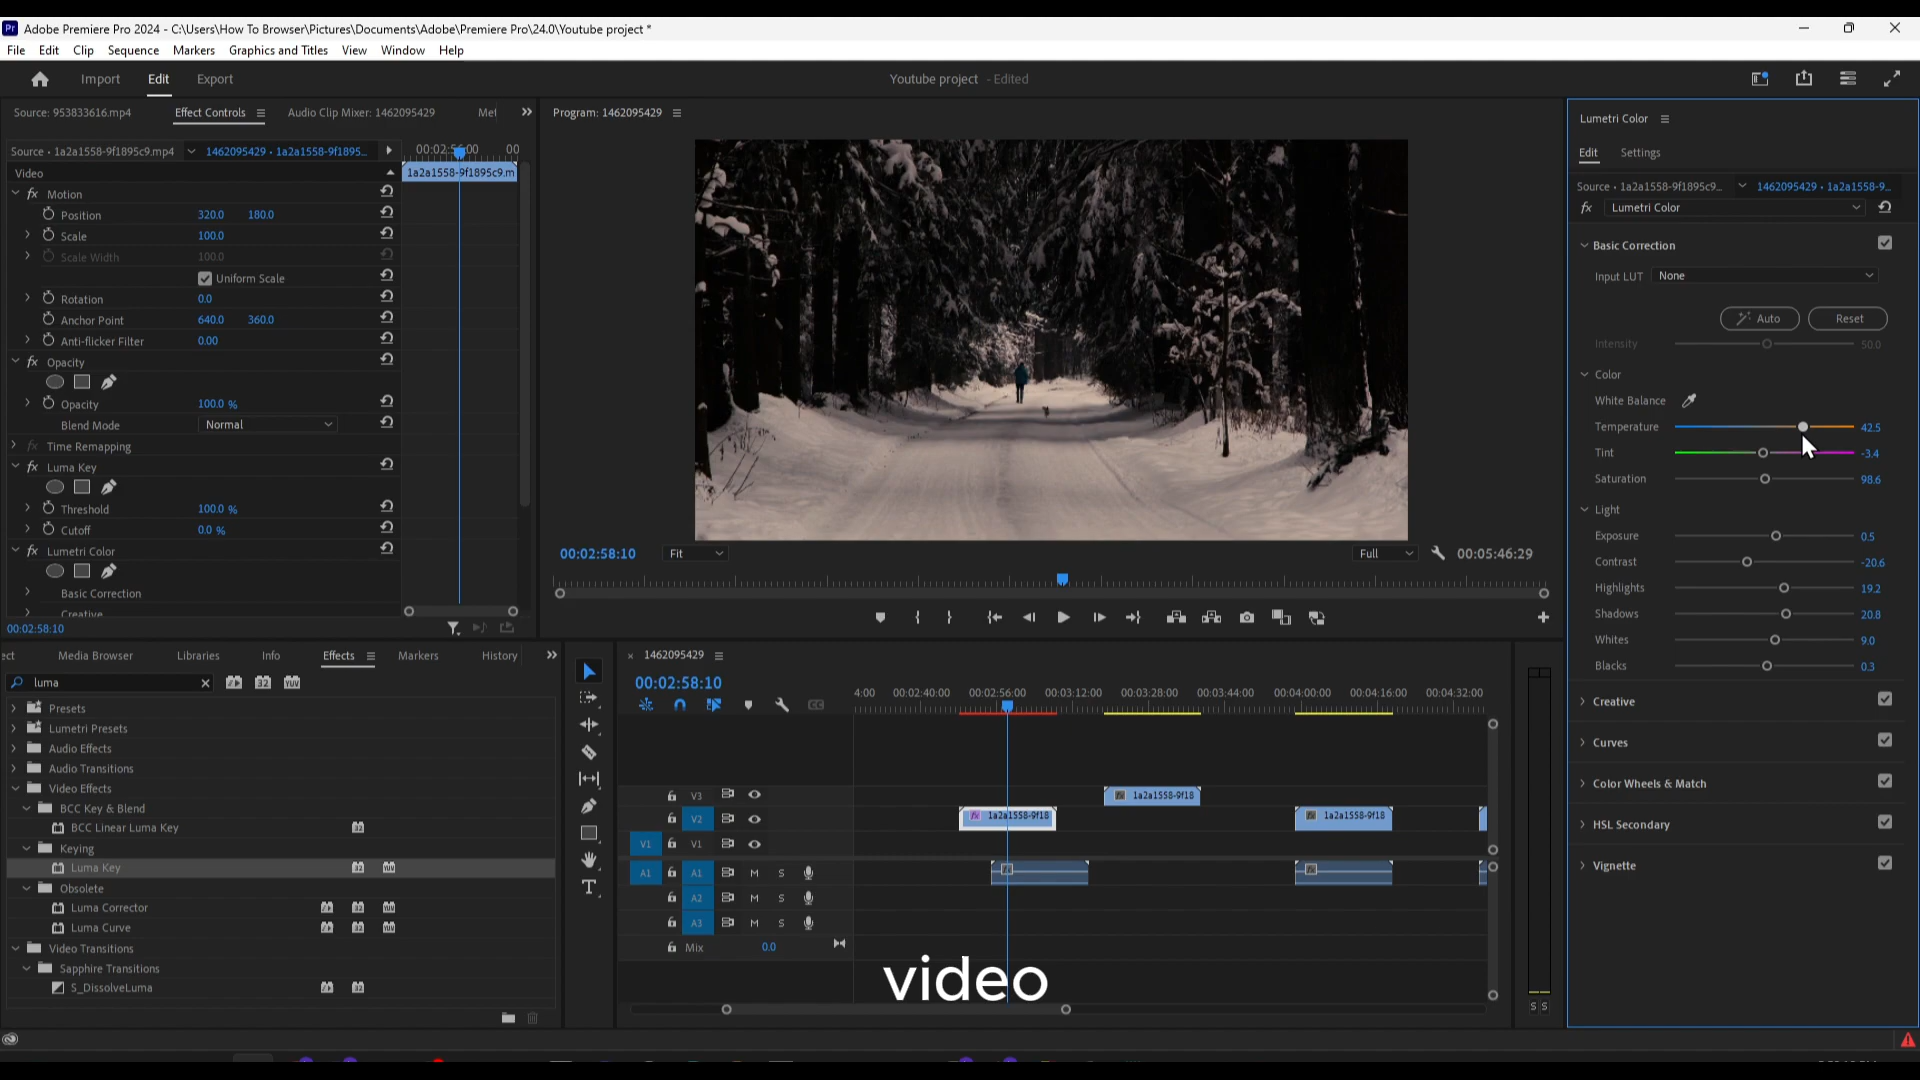 Pr Adobe Premiere Pro 2024 - C:\Users\How To Browser\Pictures\Documents\Adobe\Premiere Pro\24.0\Youtube project *
File Edit Clip Sequence Markers Graphics and Titles View Window Help
Import Edit Export
Youtube project - Edited
Source: 953833616.mp4 Effect Controls Audio Clip Mixer: 1462095429 Met
Source • 1a2a1558-9f1895c9.mp4 1462095429 • 1a2a1558-9f1895...
00:02:56:00 00
Video
1a2a1558-9f1895c9.m
fx Motion
Position 320.0 180.0
Scale 100.0
Scale Width 100.0
Uniform Scale
Rotation 0.0
Anchor Point 640.0 360.0
Anti-flicker Filter 0.00
fx Opacity
Opacity 100.0 %
Blend Mode Normal
fx Time Remapping
fx Luma Key
Threshold 100.0 %
Cutoff 0.0 %
fx Lumetri Color
Basic Correction
Creative
00:02:58:10
Program: 1462095429
00:02:58:10 Fit Full 00:05:46:29
Lumetri Color
Edit Settings
Source • 1a2a1558-9f1895c9... 1462095429 • 1a2a1558-9...
fx Lumetri Color
Basic Correction
Input LUT None
Auto Reset
Intensity 50.0
Color
White Balance
Temperature 42.5
Tint -3.4
Saturation 98.6
Light
Exposure 0.5
Contrast -20.6
Highlights 19.2
Shadows 20.8
Whites 9.0
Blacks 0.3
Creative
Curves
Color Wheels & Match
HSL Secondary
Vignette
ect Media Browser Libraries Info Effects Markers History
luma
Presets
Lumetri Presets
Audio Effects
Audio Transitions
Video Effects
BCC Key & Blend
BCC Linear Luma Key
Keying
Luma Key
Obsolete
Luma Corrector
Luma Curve
Video Transitions
Sapphire Transitions
S_DissolveLuma
1462095429
00:02:58:10
4:00 00:02:40:00 00:02:56:00 00:03:12:00 00:03:28:00 00:03:44:00 00:04:00:00 00:04:16:00 00:04:32:00
V3 1a2a1558-9f18
V2 fx 1a2a1558-9f18 1a2a1558-9f18
V1 V1
A1 A1 M S
A2 M S
A3 M S
Mix 0.0
video
S S